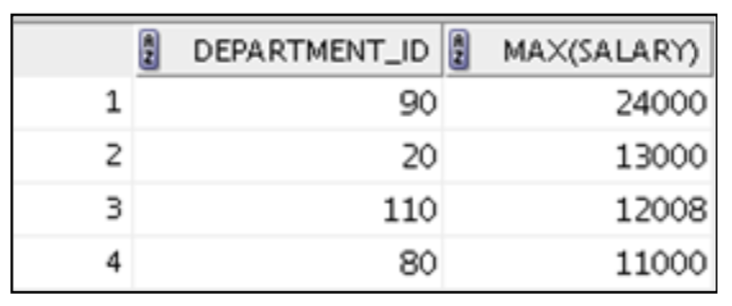 DEPARTMENT_ID MAX(SALARY)
1 90 24000
2 20 13000
3 110 12008
4 80 11000